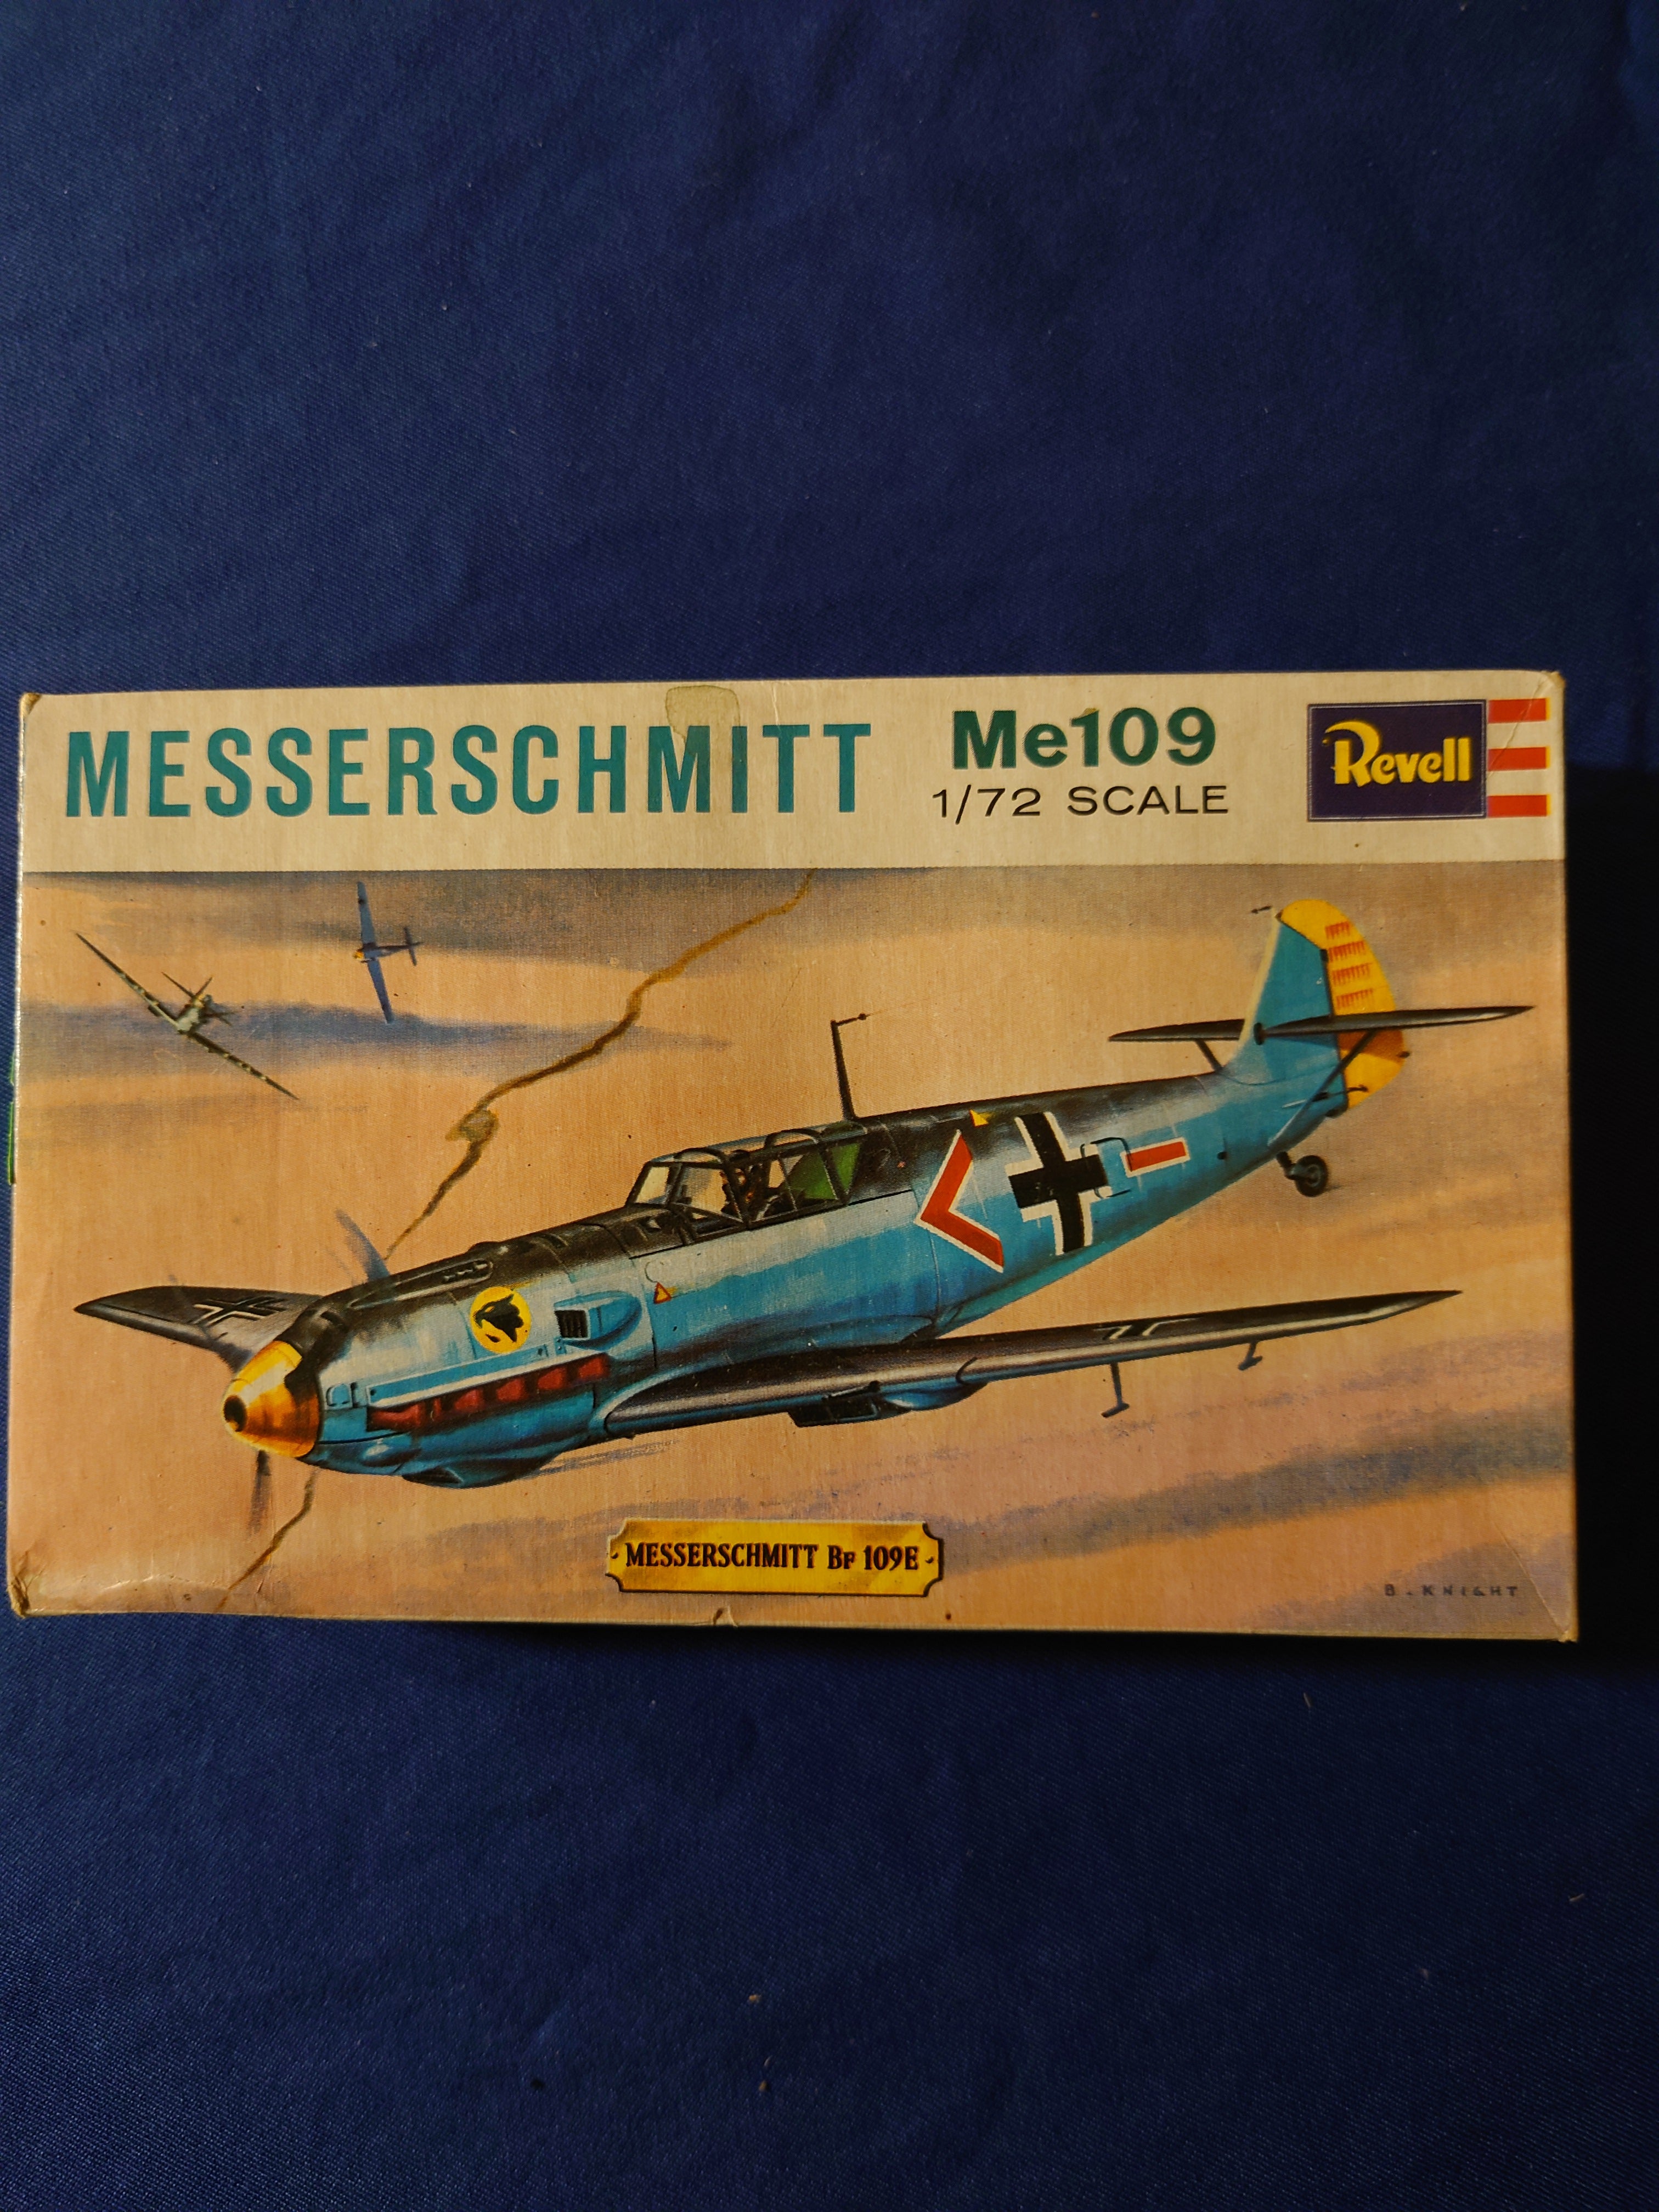 MESSERSCHMITT
Me109
1/72 SCALE
Revell
MESSERSCHMITT BF 109E
B. KNIGHT